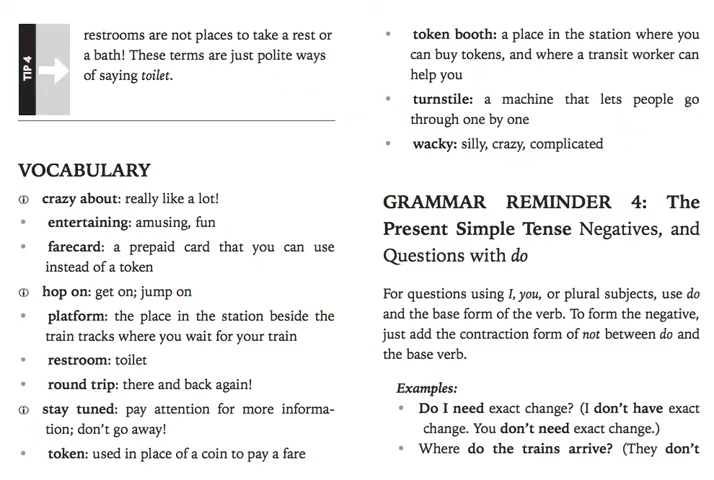 TIP 4
restrooms are not places to take a rest or
a bath! These terms are just polite ways
of saying toilet.
VOCABULARY
ⓘ crazy about: really like a lot!
• entertaining: amusing, fun
• farecard: a prepaid card that you can use
instead of a token
ⓘ hop on: get on; jump on
• platform: the place in the station beside the
train tracks where you wait for your train
• restroom: toilet
• round trip: there and back again!
ⓘ stay tuned: pay attention for more informa-
tion; don't go away!
• token: used in place of a coin to pay a fare
• token booth: a place in the station where you
can buy tokens, and where a transit worker can
help you
• turnstile: a machine that lets people go
through one by one
• wacky: silly, crazy, complicated
GRAMMAR REMINDER 4: The
Present Simple Tense Negatives, and
Questions with do
For questions using I, you, or plural subjects, use do
and the base form of the verb. To form the negative,
just add the contraction form of not between do and
the base verb.
Examples:
• Do I need exact change? (I don't have exact
change. You don't need exact change.)
• Where do the trains arrive? (They don't